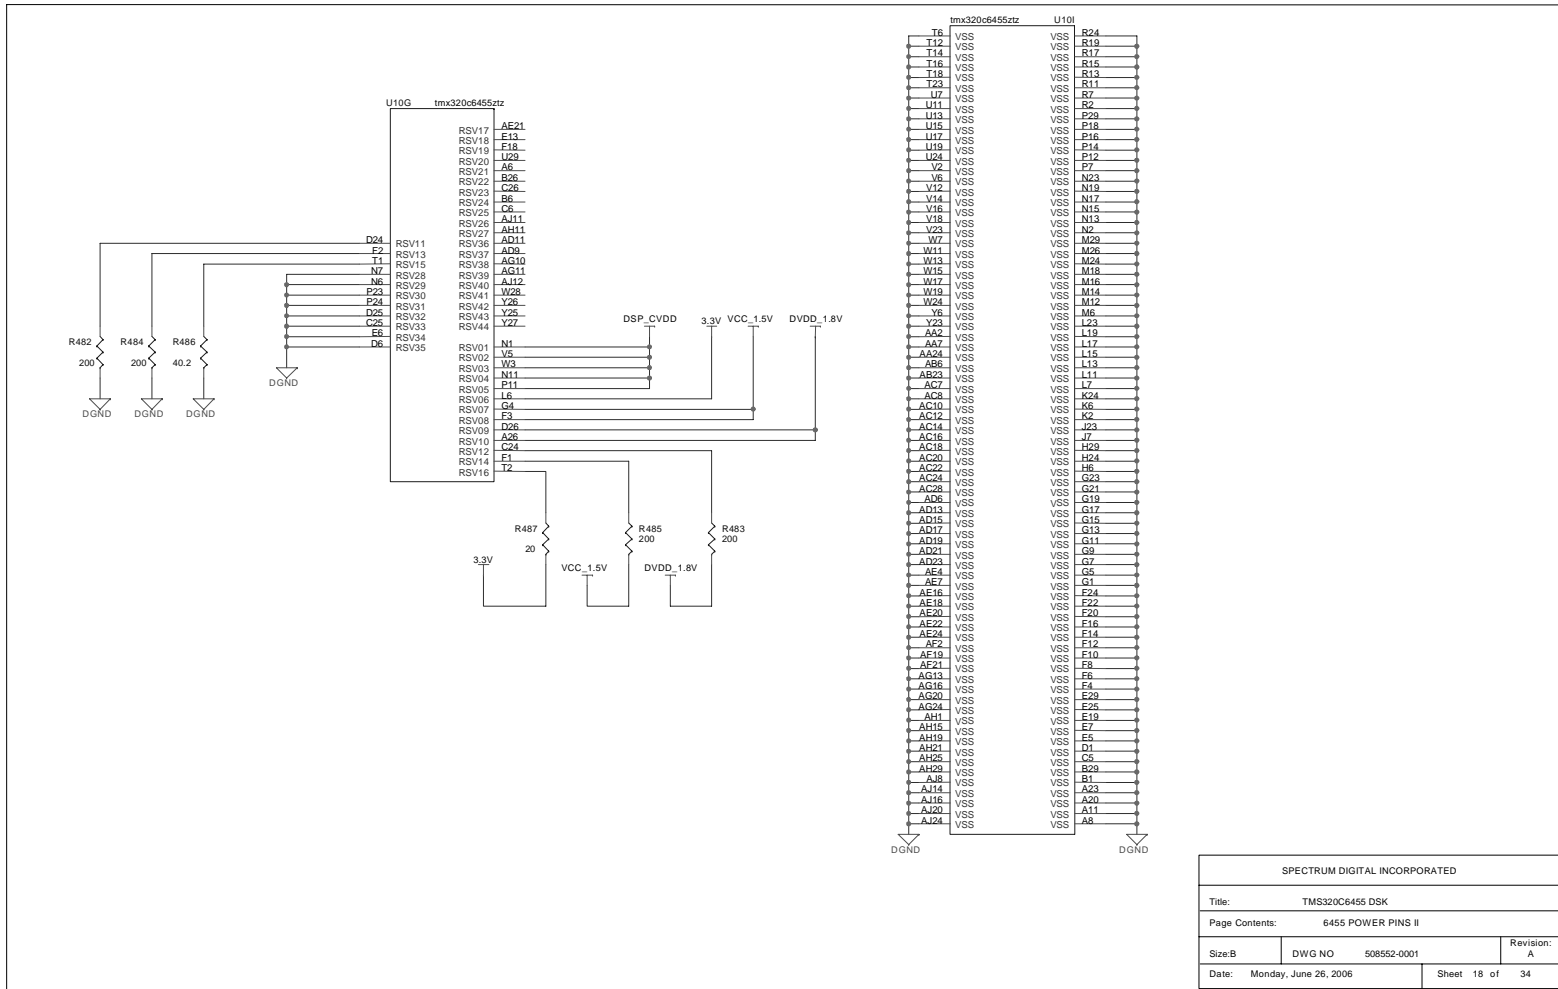 U10G tmx320c6455ztz
RSV17 AE21
RSV18 E13
RSV19 F18
RSV20 U29
RSV21 A6
RSV22 B26
RSV23 C26
RSV24 B6
RSV25 C6
RSV26 AJ11
RSV27 AH11
RSV36 AD11
RSV37 AD9
RSV38 AG10
RSV39 AG11
RSV40 AJ12
RSV41 W28
RSV42 Y26
RSV43 Y25
RSV44 Y27
D24 RSV11
F2 RSV13
T1 RSV15
N7 RSV28
N6 RSV29
P23 RSV30
P24 RSV31
D25 RSV32
C25 RSV33
E6 RSV34
D6 RSV35
RSV01 N1
RSV02 V5
RSV03 W3
RSV04 N11
RSV05 P11
RSV06 L6
RSV07 G4
RSV08 F3
RSV09 D26
RSV10 A26
RSV12 C24
RSV14 F1
RSV16 T2
R482
200
R484
200
R486
40.2
DGND
DGND
DGND
DGND
DSP_CVDD
3.3V
VCC_1.5V
DVDD_1.8V
R487
20
R485
200
R483
200
3.3V
VCC_1.5V
DVDD_1.8V
tmx320c6455ztz U10I
T6 VSS VSS R24
T12 VSS VSS R19
T14 VSS VSS R17
T16 VSS VSS R15
T18 VSS VSS R13
T23 VSS VSS R11
U7 VSS VSS R7
U11 VSS VSS R2
U13 VSS VSS P29
U15 VSS VSS P18
U17 VSS VSS P16
U19 VSS VSS P14
U24 VSS VSS P12
V2 VSS VSS P7
V6 VSS VSS N23
V12 VSS VSS N19
V14 VSS VSS N17
V16 VSS VSS N15
V18 VSS VSS N13
V23 VSS VSS N2
W7 VSS VSS M29
W11 VSS VSS M26
W13 VSS VSS M24
W15 VSS VSS M18
W17 VSS VSS M16
W19 VSS VSS M14
W24 VSS VSS M12
Y6 VSS VSS M6
Y23 VSS VSS L23
AA2 VSS VSS L19
AA7 VSS VSS L17
AA24 VSS VSS L15
AB6 VSS VSS L13
AB23 VSS VSS L11
AC7 VSS VSS L7
AC8 VSS VSS K24
AC10 VSS VSS K6
AC12 VSS VSS K2
AC14 VSS VSS J23
AC16 VSS VSS J7
AC18 VSS VSS H29
AC20 VSS VSS H24
AC22 VSS VSS H6
AC24 VSS VSS G23
AC28 VSS VSS G21
AD6 VSS VSS G19
AD13 VSS VSS G17
AD15 VSS VSS G15
AD17 VSS VSS G13
AD19 VSS VSS G11
AD21 VSS VSS G9
AD23 VSS VSS G7
AE4 VSS VSS G5
AE7 VSS VSS G1
AE16 VSS VSS F24
AE18 VSS VSS F22
AE20 VSS VSS F20
AE22 VSS VSS F16
AE24 VSS VSS F14
AF2 VSS VSS F12
AF19 VSS VSS F10
AF21 VSS VSS F8
AG13 VSS VSS F6
AG16 VSS VSS F4
AG20 VSS VSS E29
AG24 VSS VSS E25
AH1 VSS VSS E19
AH15 VSS VSS E7
AH19 VSS VSS E5
AH21 VSS VSS D1
AH25 VSS VSS C5
AH29 VSS VSS B29
AJ8 VSS VSS B1
AJ14 VSS VSS A23
AJ16 VSS VSS A20
AJ20 VSS VSS A11
AJ24 VSS VSS A8
DGND DGND
SPECTRUM DIGITAL INCORPORATED
Title: TMS320C6455 DSK
Page Contents: 6455 POWER PINS II
Size:B DWG NO 508552-0001 Revision: A
Date: Monday, June 26, 2006 Sheet 18 of 34